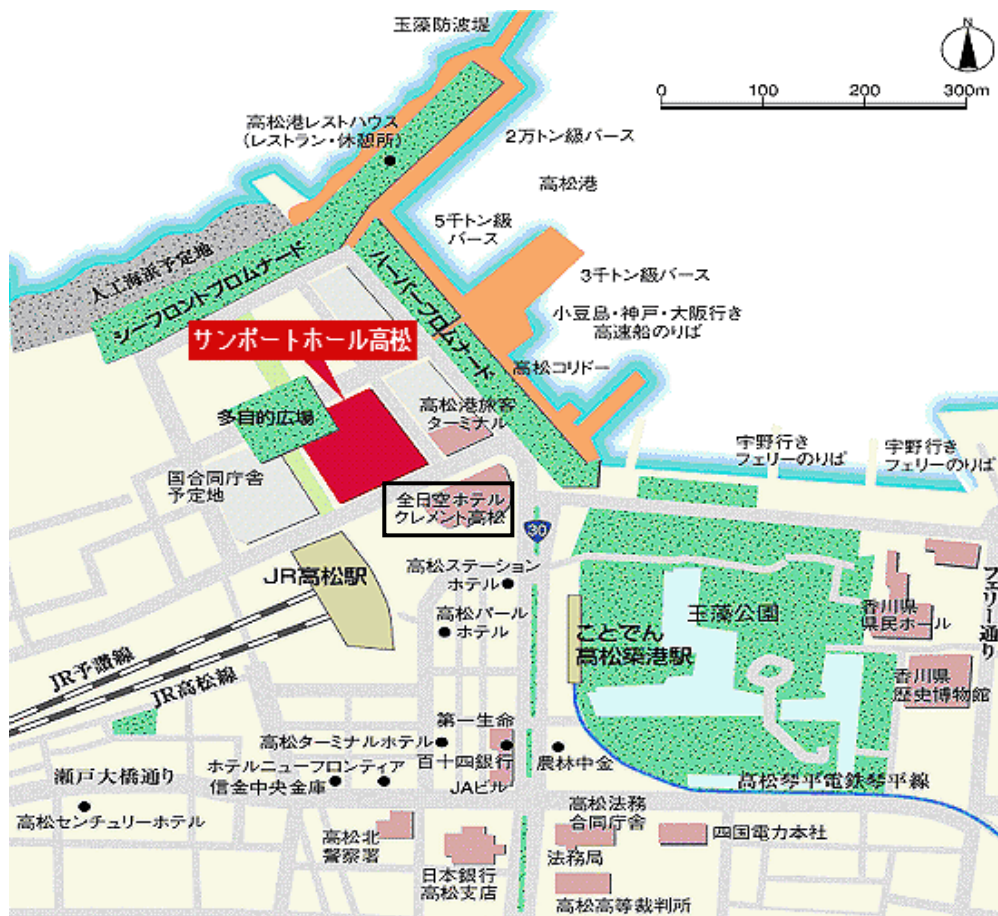 玉藻防波堤
N
0 100 200 300m
高松港レストハウス
(レストラン・休憩所)
2万トン級バース
高松港
5千トン級
バース
3千トン級バース
人工海浜予定地
シーフロントプロムナード
ハーバープロムナード
小豆島・神戸・大阪行き
高速船のりば
サンポートホール高松
高松コリドー
多目的広場
高松港旅客
ターミナル
宇野行き
フェリーのりば
宇野行き
フェリーのりば
国合同庁舎
予定地
全日空ホテル
クレメント高松
30
JR高松駅
高松ステーション
ホテル
高松パール
ホテル
ことでん
高松築港駅
玉藻公園
香川県
県民ホール
フェリー通り
香川県
歴史博物館
JR予讃線
JR高松線
第一生命
高松ターミナルホテル
百十四銀行
農林中金
瀬戸大橋通り
ホテルニューフロンティア
信金中央金庫
JAビル
高松琴平電鉄琴平線
高松センチュリーホテル
高松北
警察署
日本銀行
高松支店
高松法務
合同庁舎
法務局
四国電力本社
高松高等裁判所